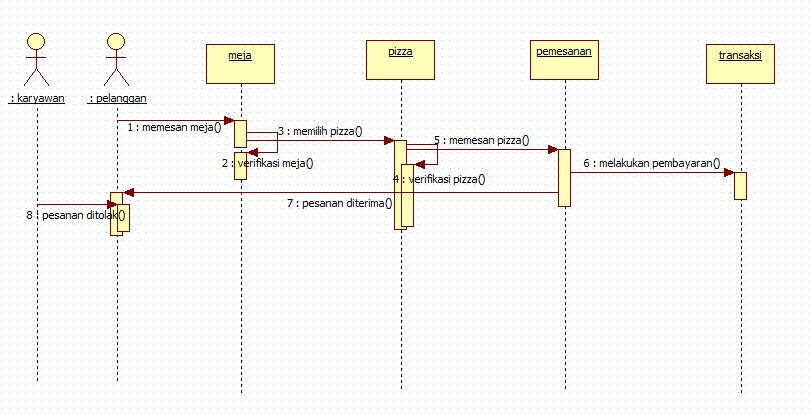 meja
pizza
pemesanan
transaksi
: karyawan
: pelanggan
1 : memesan meja()
3 : memilih pizza()
5 : memesan pizza()
2 : verifikasi meja()
6 : melakukan pembayaran()
4 : verifikasi pizza()
7 : pesanan diterima()
8 : pesanan ditolak()